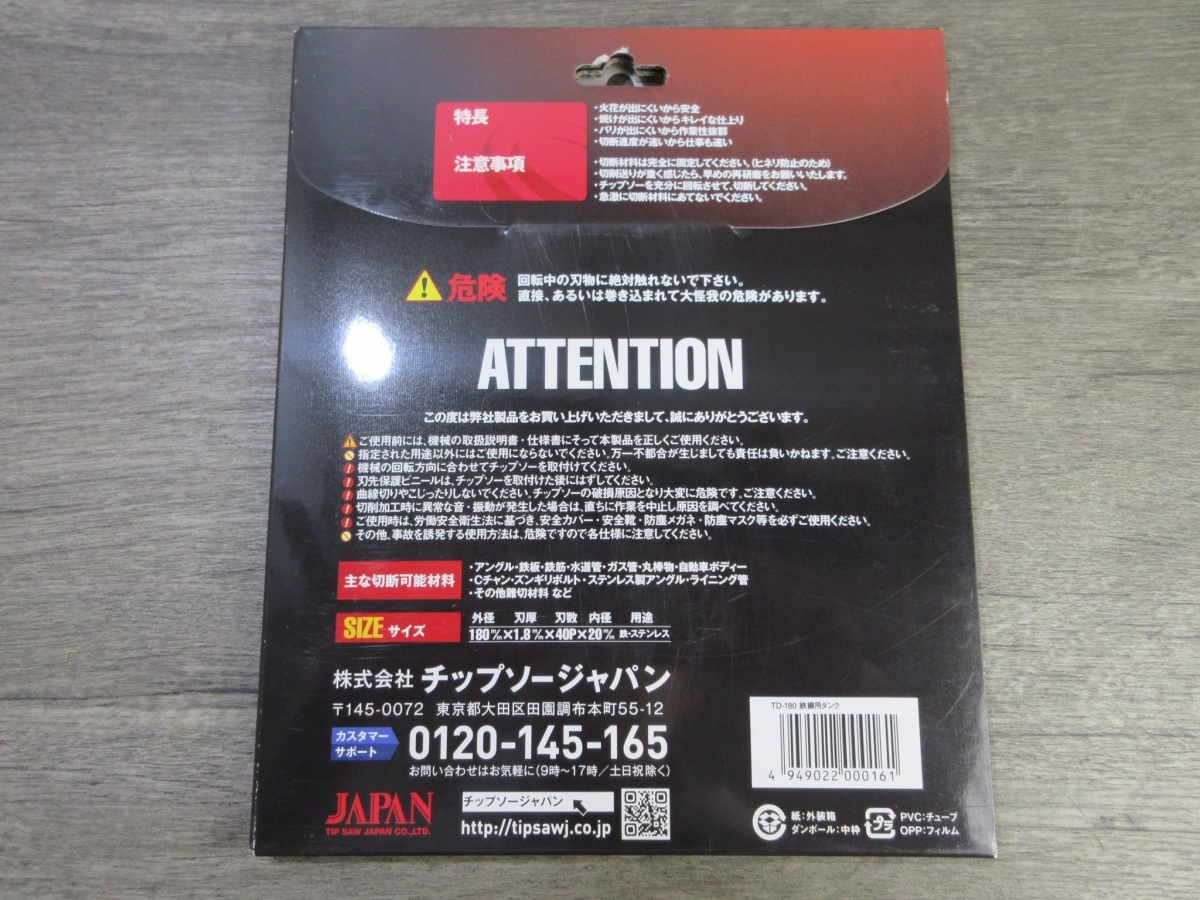 特長
・火花が出にくいから安全
・焼けが出にくいからキレイな仕上り
・バリが出にくいから作業性抜群
・切断速度が速いから仕事も速い
注意事項
・切断材料は完全に固定してください。(ヒネリ防止のため)
・切削送りが重く感じたら、早めの再研磨をお願いいたします。
・チップソーを充分に回転させて、切断してください。
・急激に切断材料にあてないでください。
危険
回転中の刃物に絶対触れないで下さい。
直接、あるいは巻き込まれて大怪我の危険があります。
ATTENTION
この度は弊社製品をお買い上げいただきまして、誠にありがとうございます。
ご使用前には、機械の取扱説明書・仕様書にそって本製品を正しくご使用ください。
指定された用途以外にはご使用にならないでください。万一不都合が生じましても責任は負いかねます。ご注意ください。
機械の回転方向に合わせてチップソーを取付けてください。
刃先保護ビニールは、チップソーを取付けた後にはずしてください。
曲線切りやこじったりしないでください。チップソーの破損原因となり大変に危険です。ご注意ください。
切削加工時に異常な音・振動が発生した場合は、直ちに作業を中止し原因を調べてください。
ご使用時は、労働安全衛生法に基づき、安全カバー・安全靴・防塵メガネ・防塵マスク等を必ずご使用ください。
その他、事故を誘発する使用方法は、危険ですので各仕様に注意してください。
主な切断可能材料
・アングル・鉄板・鉄筋・水道管・ガス管・丸棒物・自動車ボディー
・Cチャン・ズンギリボルト・ステンレス製アングル・ライニング管
・その他難切材料 など
SIZE サイズ
外径 刃厚 刃数 内径 用途
180㎜×1.8㎜×40P×20㎜ 鉄・ステンレス
株式会社 チップソージャパン
〒145-0072 東京都大田区田園調布本町55-12
カスタマーサポート
0120-145-165
お問い合わせはお気軽に(9時〜17時/土日祝除く)
JAPAN
TIP SAW JAPAN CO.,LTD.
チップソージャパン
http://tipsawj.co.jp
TD-180 鉄鋼用ダンク
4 949022 000161
紙:外装箱
ダンボール:中枠
プラ
PVC:チューブ
OPP:フィルム